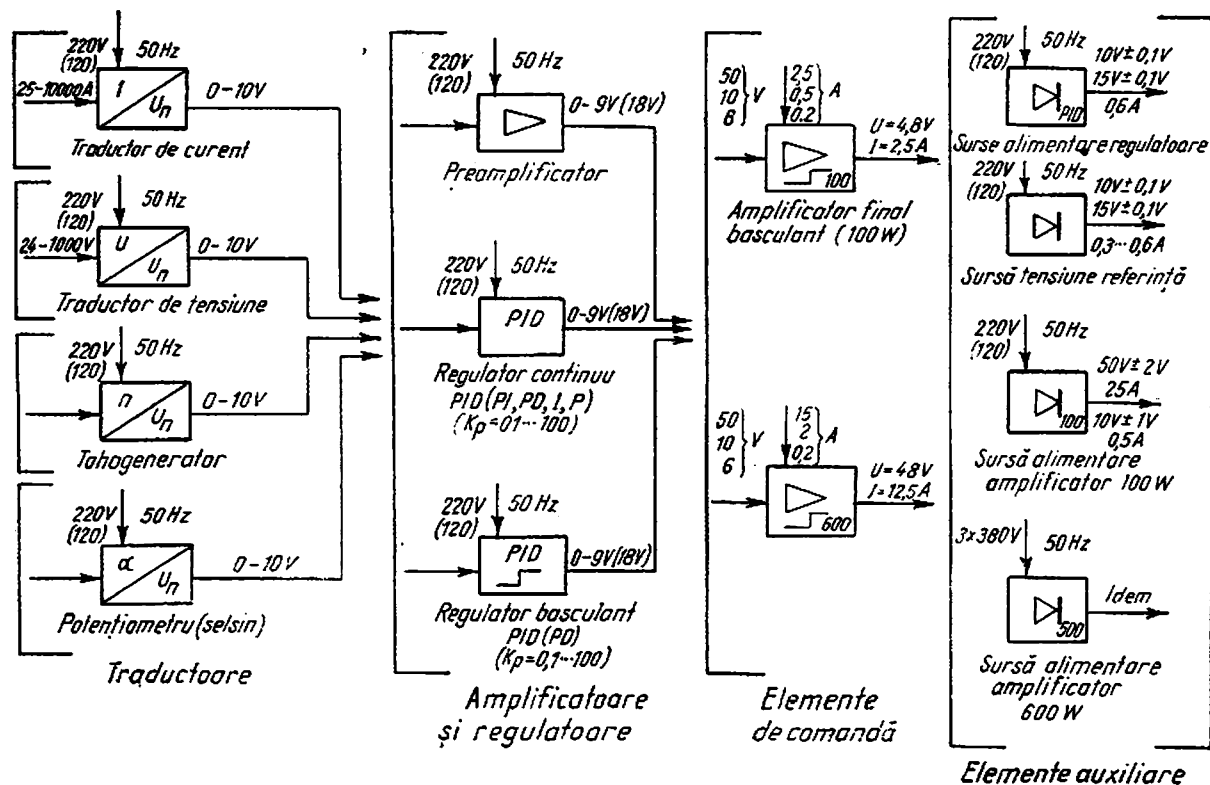 220V
(120)
50Hz
25-10000A
I
Un
0-10V
Traductor de curent
220V
(120)
50Hz
24-1000V
U
Un
0-10V
Traductor de tensiune
220V
(120)
50Hz
n
Un
0-10V
Tahogenerator
220V
(120)
50Hz
α
Un
0-10V
Potențiometru (selsin)
Traductoare
220V
(120)
50Hz
0-9V(18V)
Preamplificator
220V
(120)
50Hz
PID
0-9V(18V)
Regulator continuu
PID(PI,PD,I,P)
(Kp=01...100)
220V
(120)
50Hz
PID
0-9V(18V)
Regulator basculant
PID(PD)
(Kp=0,1...100)
Amplificatoare
și regulatoare
50
10
8
V
2,5
0,5
0.2
A
100
U=4,8V
I=2,5A
Amplificator final
basculant (100W)
50
10
6
V
15
2
0,2
A
600
U=48V
I=12,5A
Elemente
de comandă
220V
(120)
50Hz
PID
10V±0,1V
15V±0,1V
0,6A
Surse alimentare regulatoare
220V
(120)
50Hz
10V±0,1V
15V±0,1V
0,3...0,6A
Sursă tensiune referință
220V
(120)
50Hz
100
50V±2V
25A
10V±1V
0,5A
Sursă alimentare
amplificator 100W
3x380V
50Hz
500
Idem
Sursă alimentare
amplificator
600W
Elemente auxiliare